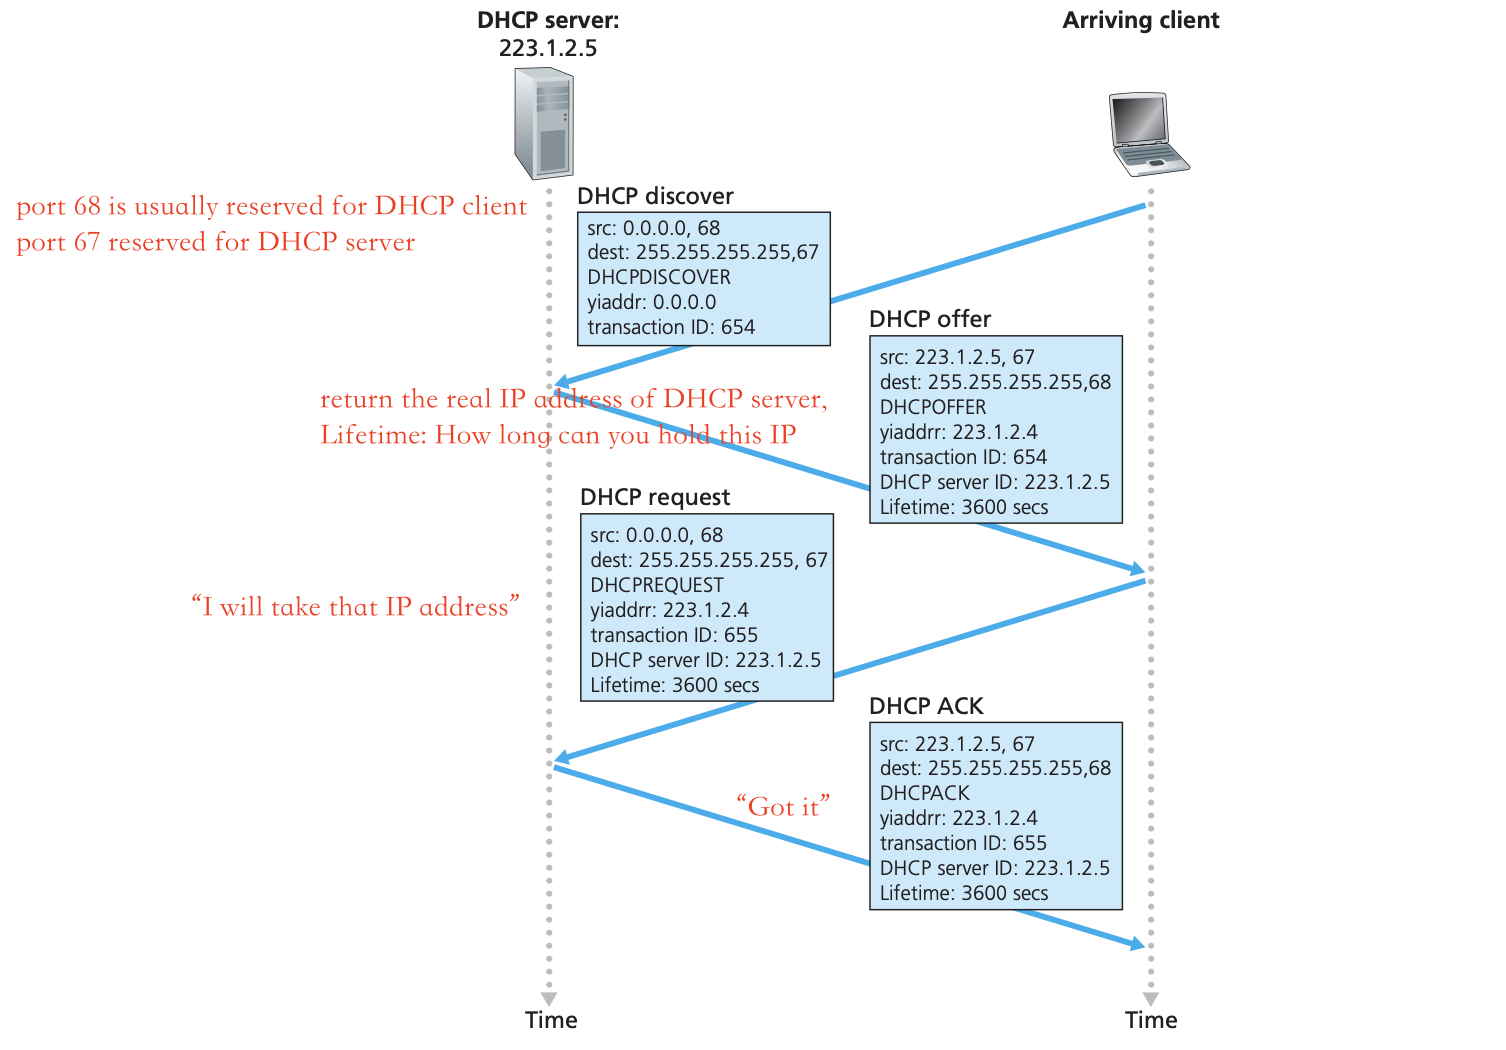 DHCP server:
223.1.2.5
Arriving client
port 68 is usually reserved for DHCP client
port 67 reserved for DHCP server
DHCP discover
src: 0.0.0.0, 68
dest: 255.255.255.255,67
DHCPDISCOVER
yiaddr: 0.0.0.0
transaction ID: 654
DHCP offer
src: 223.1.2.5, 67
dest: 255.255.255.255,68
DHCPOFFER
yiaddrr: 223.1.2.4
transaction ID: 654
DHCP server ID: 223.1.2.5
Lifetime: 3600 secs
return the real IP address of DHCP server,
Lifetime: How long can you hold this IP
DHCP request
src: 0.0.0.0, 68
dest: 255.255.255.255, 67
DHCPREQUEST
yiaddrr: 223.1.2.4
transaction ID: 655
DHCP server ID: 223.1.2.5
Lifetime: 3600 secs
“I will take that IP address”
DHCP ACK
src: 223.1.2.5, 67
dest: 255.255.255.255,68
DHCPACK
yiaddrr: 223.1.2.4
transaction ID: 655
DHCP server ID: 223.1.2.5
Lifetime: 3600 secs
“Got it”
Time
Time